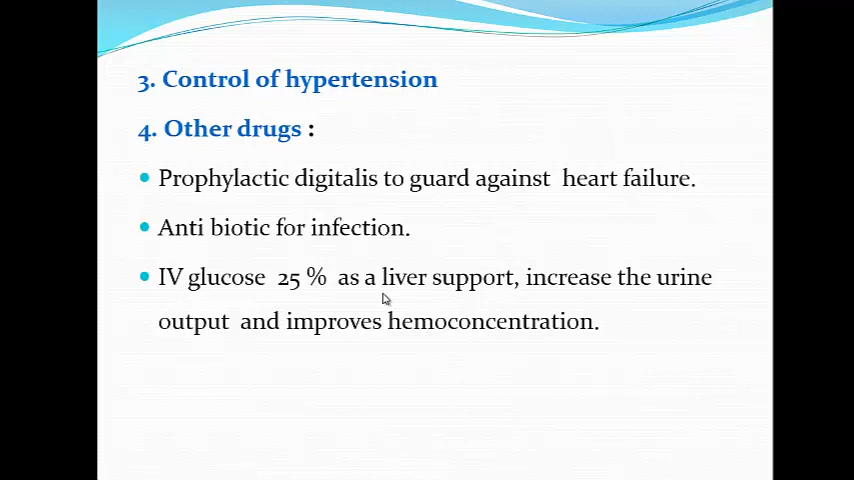 3. Control of hypertension
4. Other drugs :
• Prophylactic digitalis to guard against heart failure.
• Anti biotic for infection.
• IV glucose 25 % as a liver support, increase the urine
output and improves hemoconcentration.